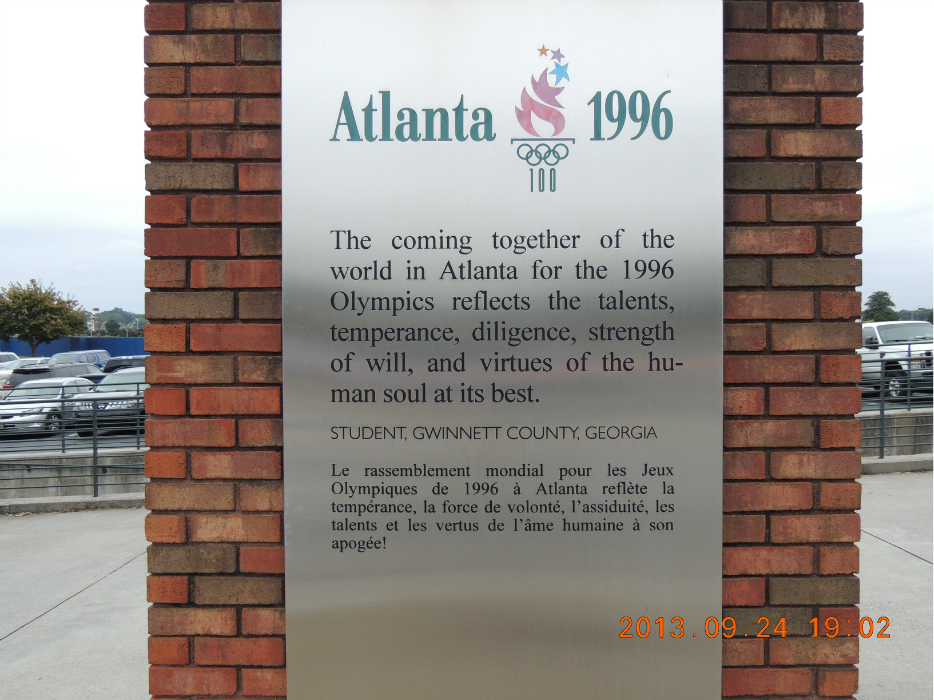 Atlanta 1996
100
The coming together of the
world in Atlanta for the 1996
Olympics reflects the talents,
temperance, diligence, strength
of will, and virtues of the hu-
man soul at its best.
STUDENT, GWINNETT COUNTY, GEORGIA
Le rassemblement mondial pour les Jeux
Olympiques de 1996 à Atlanta reflète la
tempérance, la force de volonté, l'assiduité, les
talents et les vertus de l'âme humaine à son
apogée!
2013.09.24 19:02